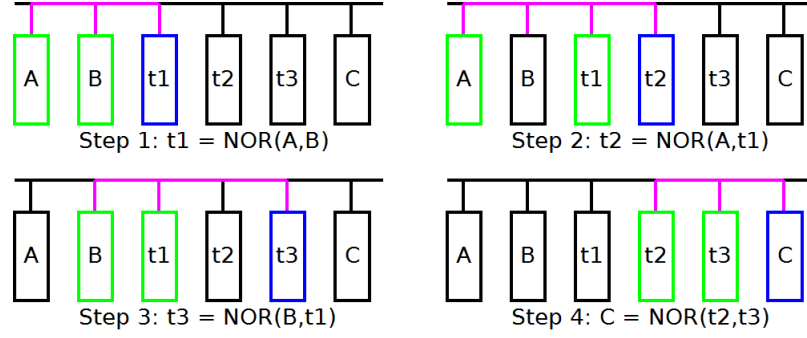 A B t1 t2 t3 C
Step 1: t1 = NOR(A,B)
A B t1 t2 t3 C
Step 2: t2 = NOR(A,t1)
A B t1 t2 t3 C
Step 3: t3 = NOR(B,t1)
A B t1 t2 t3 C
Step 4: C = NOR(t2,t3)